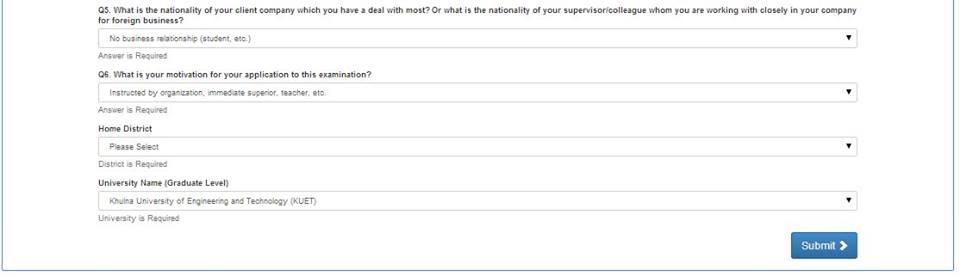 Q5. What is the nationality of your client company which you have a deal with most? Or what is the nationality of your supervisor/colleague whom you are working with closely in your company
for foreign business?
No business relationship (student, etc.)
Answer is Required
Q6. What is your motivation for your application to this examination?
Instructed by organization, immediate superior, teacher, etc.
Answer is Required
Home District
Please Select
District is Required
University Name (Graduate Level)
Khulna University of Engineering and Technology (KUET)
University is Required
Submit